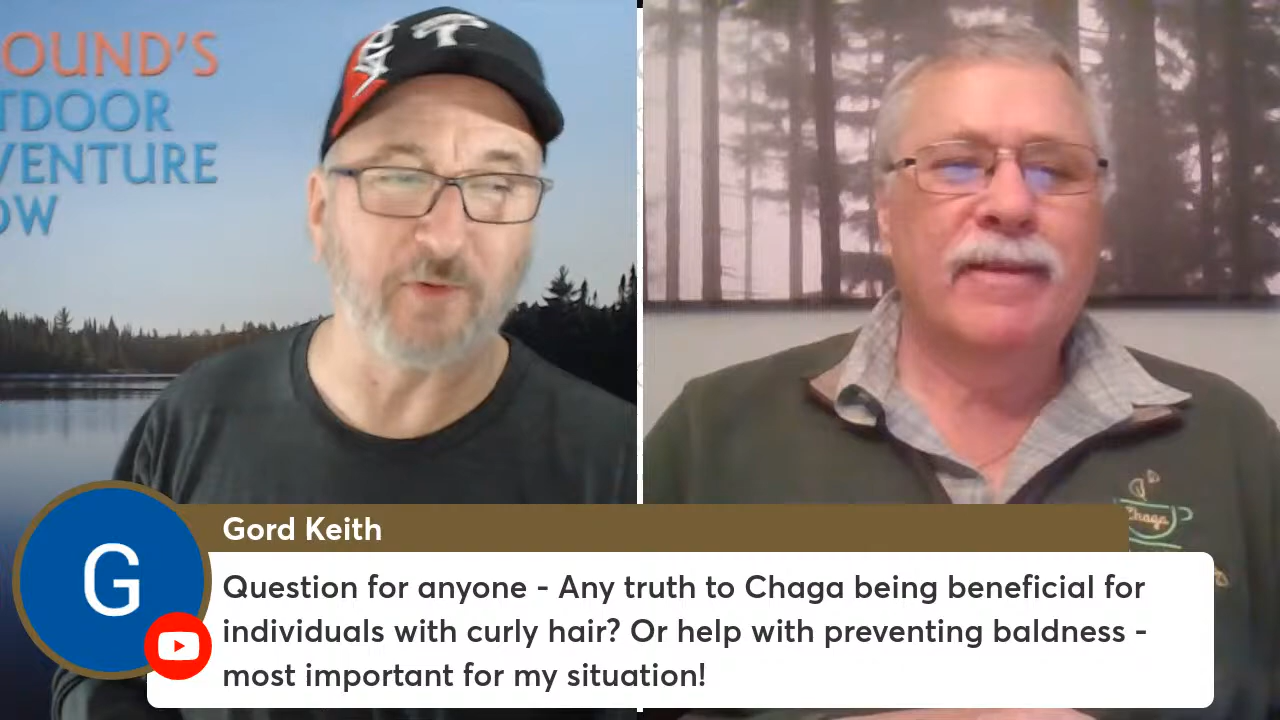 OUND'S
TDOOR
VENTURE
OW
Chaga
Gord Keith
G
Question for anyone - Any truth to Chaga being beneficial for
individuals with curly hair? Or help with preventing baldness -
most important for my situation!